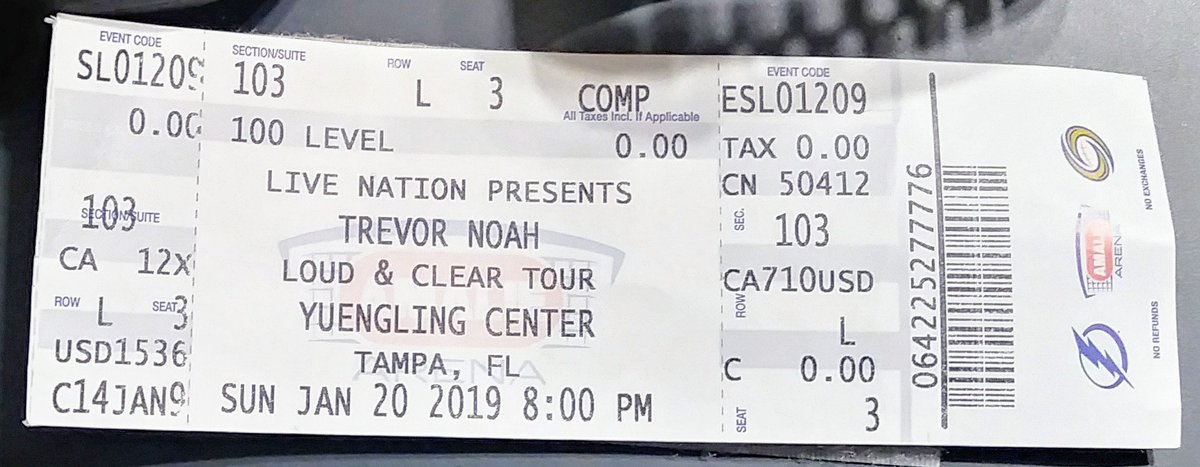 EVENT CODE
SL01209
0.00
SECTION/SUITE
103
CA 12X
ROW L SEAT 3
USD1536
C14JAN9
SECTION/SUITE ROW SEAT
103 L 3 COMP
All Taxes Incl. If Applicable
100 LEVEL 0.00
LIVE NATION PRESENTS
TREVOR NOAH
LOUD & CLEAR TOUR
YUENGLING CENTER
TAMPA, FL
SUN JAN 20 2019 8:00 PM
ARENA
EVENT CODE
ESL01209
TAX 0.00
CN 50412
SEC. 103
CA710USD
ROW L
C 0.00
SEAT 3
064225277776
NO EXCHANGES
AMALIE
ARENA
NO REFUNDS